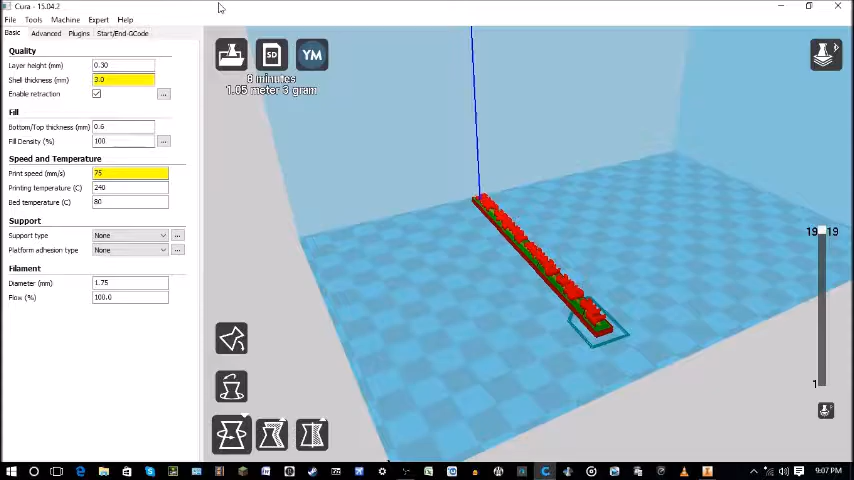 Cura - 15.04.2
File Tools Machine Expert Help
Basic Advanced Plugins Start/End-GCode
Quality
Layer height (mm) 0.30
Shell thickness (mm) 3.0
Enable retraction ...
Fill
Bottom/Top thickness (mm) 0.6
Fill Density (%) 100 ...
Speed and Temperature
Print speed (mm/s) 75
Printing temperature (C) 240
Bed temperature (C) 80
Support
Support type None ...
Platform adhesion type None ...
Filament
Diameter (mm) 1.75
Flow (%) 100.0
SD YM
8 minutes
1.05 meter 3 gram
19 19
1
9:07 PM